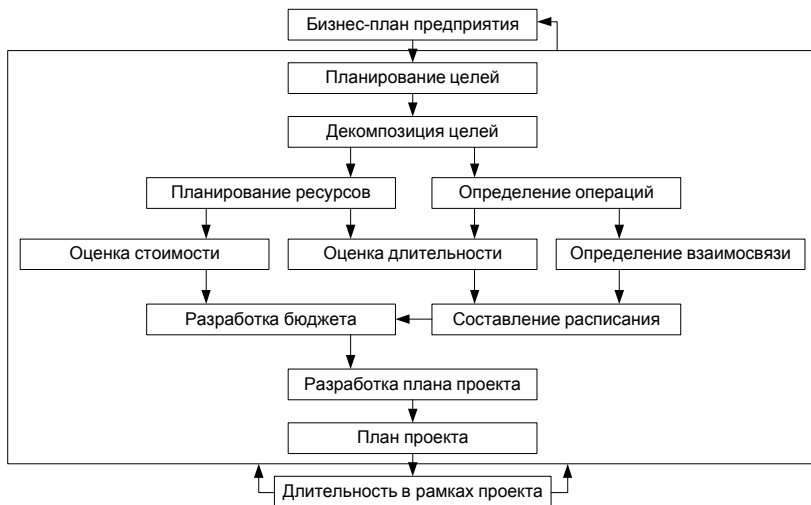 Бизнес-план предприятия
Планирование целей
Декомпозиция целей
Планирование ресурсов
Определение операций
Оценка стоимости
Оценка длительности
Определение взаимосвязи
Разработка бюджета
Составление расписания
Разработка плана проекта
План проекта
Длительность в рамках проекта